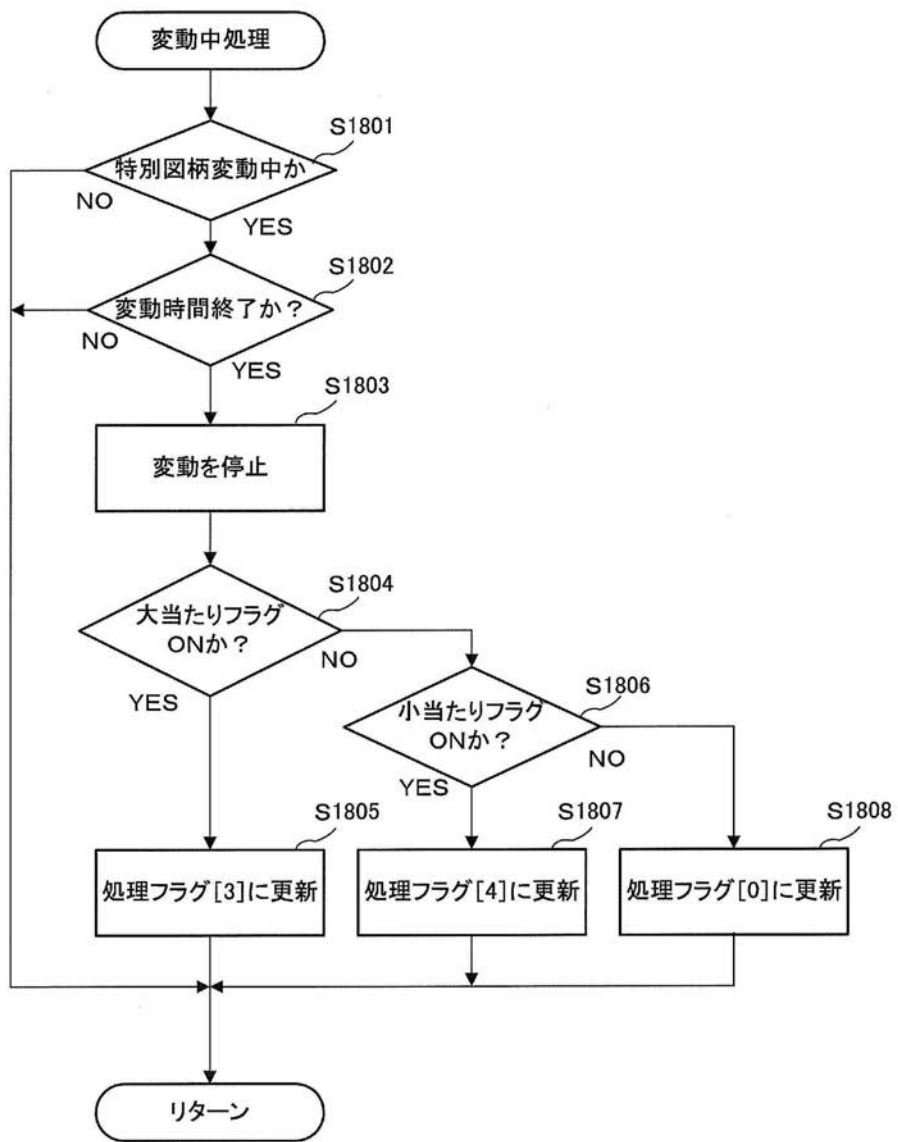 変動中処理
S1801
特別図柄変動中か
NO
YES
S1802
変動時間終了か？
NO
YES
S1803
変動を停止
S1804
大当たりフラグ
ONか？
NO
YES
S1806
小当たりフラグ
ONか？
NO
YES
S1805
処理フラグ[3]に更新
S1807
処理フラグ[4]に更新
S1808
処理フラグ[0]に更新
リターン